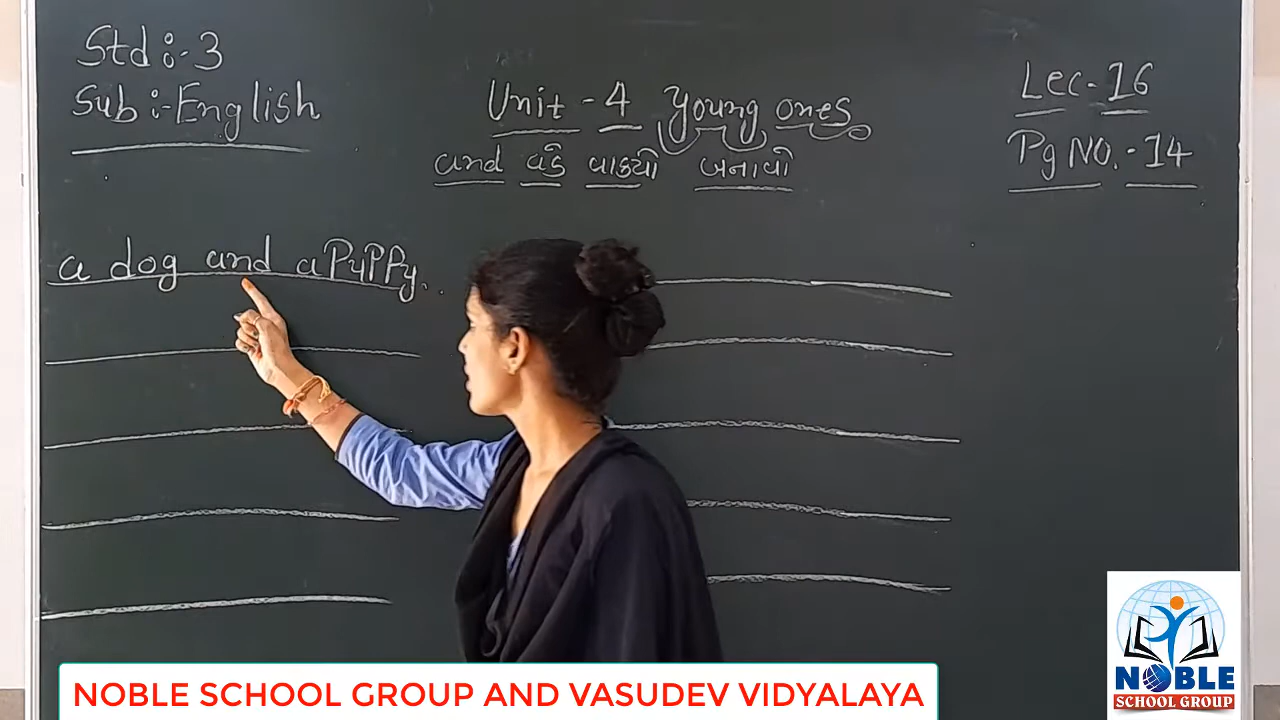 Std :- 3
Sub :- English
Unit - 4 Young ones
and વડે વાક્યો બનાવો
Lec - 16
Pg No. - 14
a dog and a PuPPy.
NOBLE SCHOOL GROUP AND VASUDEV VIDYALAYA
NOBLE
SCHOOL GROUP